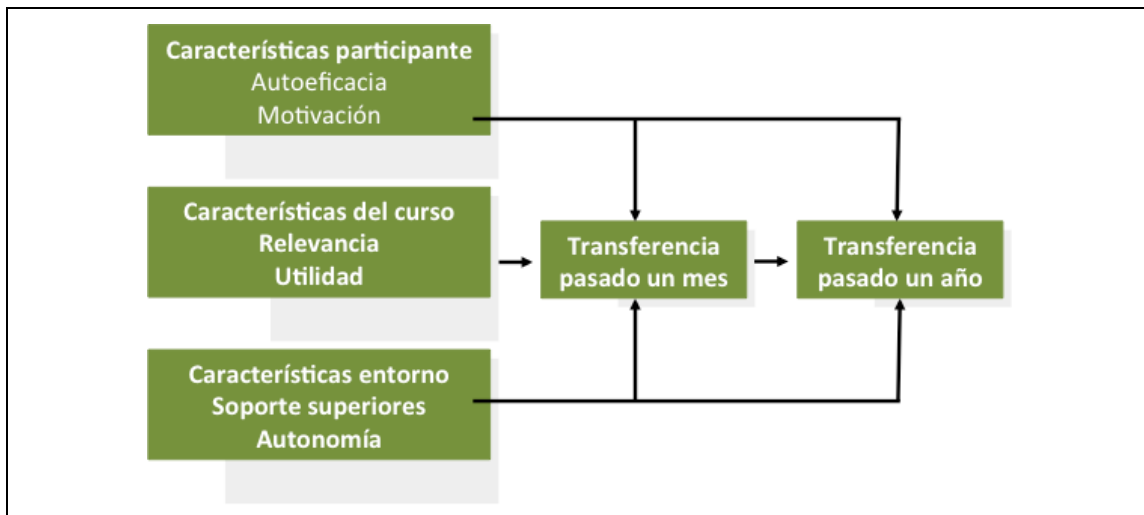 Características participante
Autoeficacia
Motivación
Características del curso
Relevancia
Utilidad
Transferencia
pasado un mes
Transferencia
pasado un año
Características entorno
Soporte superiores
Autonomía